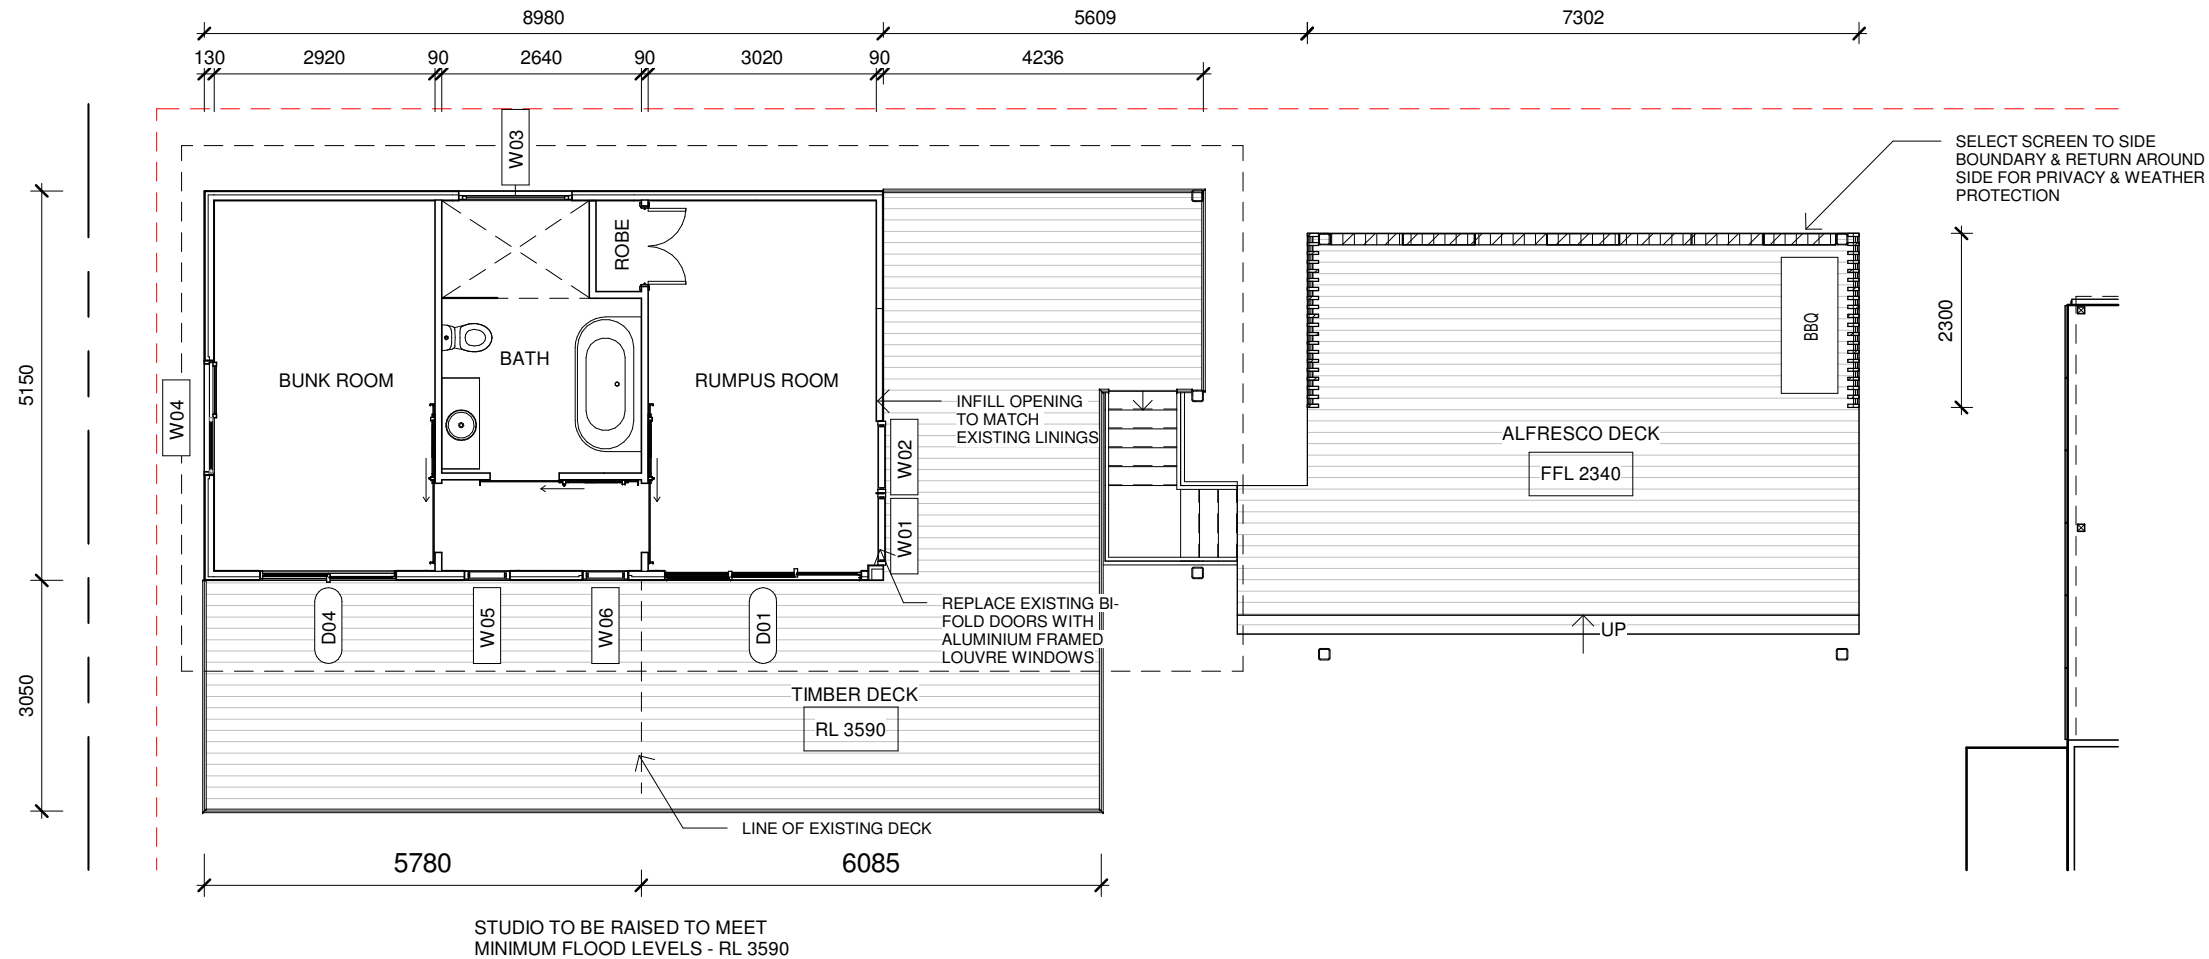 8980
5609
7302
130
2920
90
2640
90
3020
90
4236
W03
SELECT SCREEN TO SIDE
BOUNDARY & RETURN AROUND
SIDE FOR PRIVACY & WEATHER
PROTECTION
ROBE
BATH
BUNK ROOM
RUMPUS ROOM
BBQ
2300
5150
W04
INFILL OPENING
TO MATCH
EXISTING LININGS
W02
W01
ALFRESCO DECK
FFL 2340
D04
W05
W06
D01
REPLACE EXISTING BI-
FOLD DOORS WITH
ALUMINIUM FRAMED
LOUVRE WINDOWS
UP
3050
TIMBER DECK
RL 3590
LINE OF EXISTING DECK
5780
6085
STUDIO TO BE RAISED TO MEET
MINIMUM FLOOD LEVELS - RL 3590